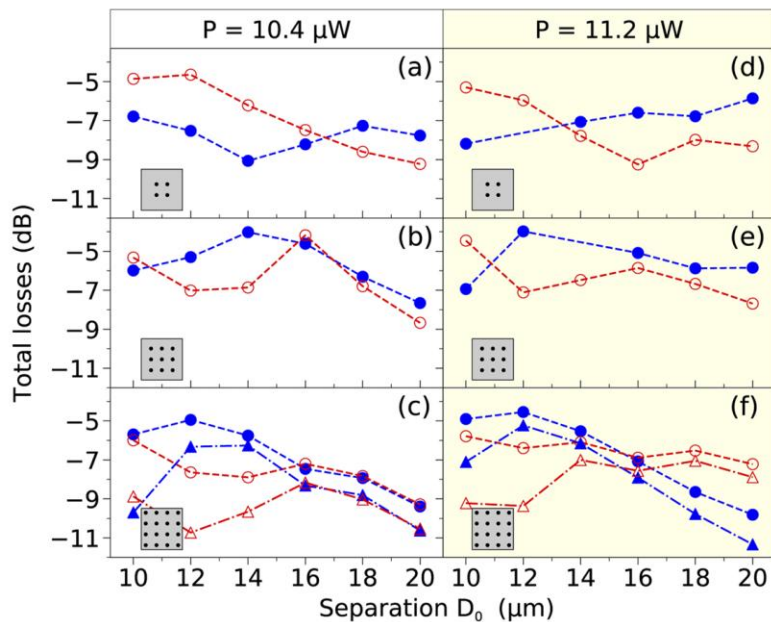 P = 10.4 µW P = 11.2 µW
(a) (d)
−5
−7
−9
−11
(b) (e)
−5
−7
−9
−11
(c) (f)
−5
−7
−9
−11
Total losses (dB)
10 12 14 16 18 20 10 12 14 16 18 20
Separation D₀ (µm)